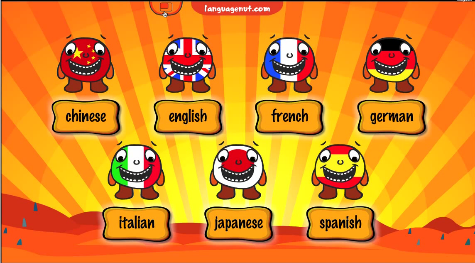 languagenut.com
chinese
english
french
german
italian
japanese
spanish